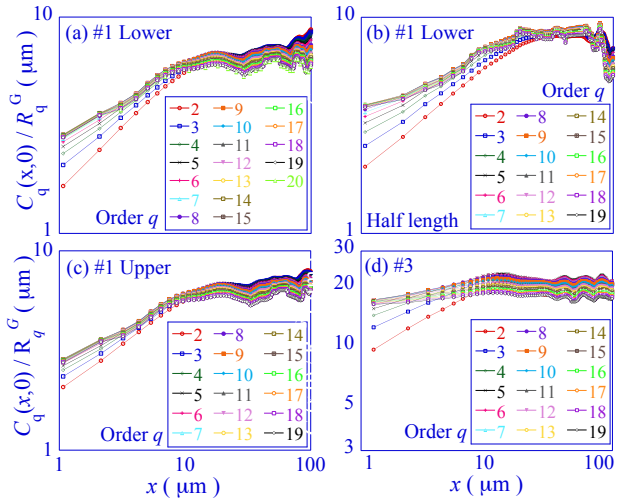 10
(a) #1 Lower
Order q
2 9 16
3 10 17
4 11 18
5 12 19
6 13 20
7 14
8 15
1
C_q(x,0) / R_q^G ( μm)
10
(b) #1 Lower
Order q
2 8 14
3 9 15
4 10 16
5 11 17
6 12 18
7 13 19
Half length
1
10
(c) #1 Upper
2 8 14
3 9 15
4 10 16
5 11 17
6 12 18
7 13 19
Order q
1
C_q(x,0) / R_q^G ( μm)
1 10 100
x ( μm)
30
20
10
5
3
(d) #3
2 8 14
3 9 15
4 10 16
5 11 17
6 12 18
7 13 19
Order q
1 10 100
x ( μm)